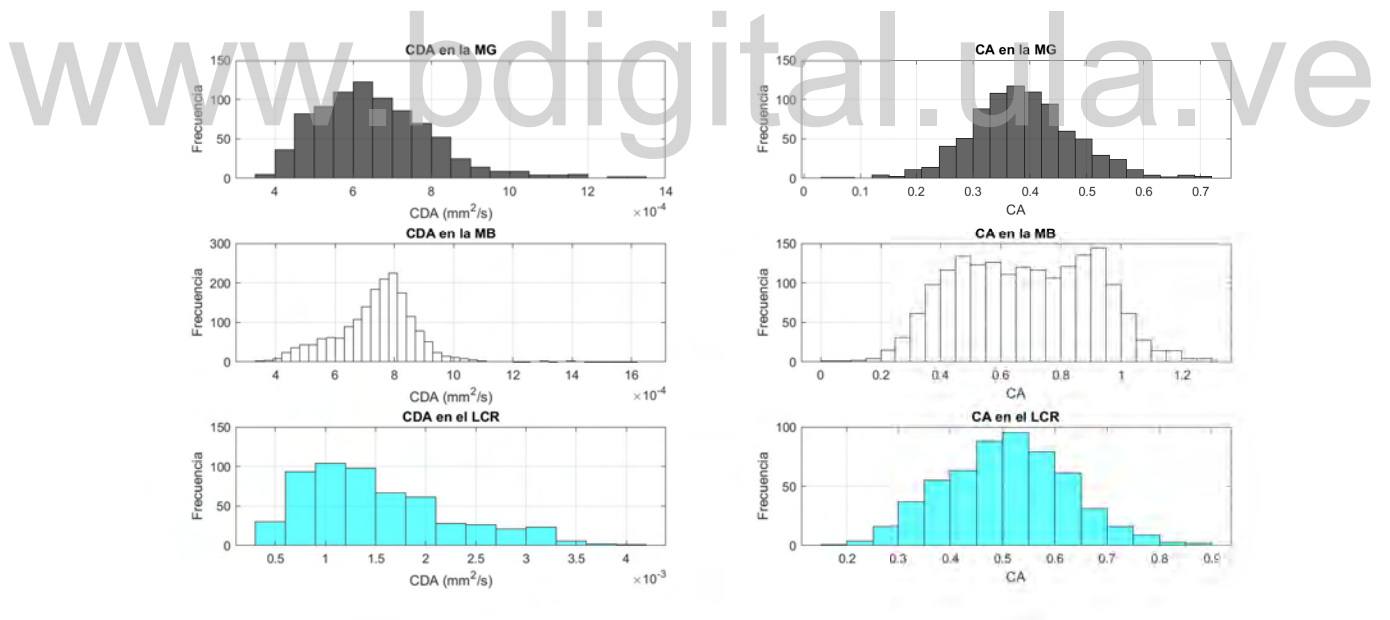 www.bdigital.ula.ve
CDA en la MG
150
100
50
0
Frecuencia
4 6 8 10 12 14
CDA (mm²/s)
×10⁻⁴
CA en la MG
150
100
50
0
Frecuencia
0 0.1 0.2 0.3 0.4 0.5 0.6 0.7
CA
CDA en la MB
300
200
100
0
Frecuencia
4 6 8 10 12 14 16
CDA (mm²/s)
×10⁻⁴
CA en la MB
150
100
50
0
Frecuencia
0 0.2 0.4 0.6 0.8 1 1.2
CA
CDA en el LCR
150
100
50
0
Frecuencia
0.5 1 1.5 2 2.5 3 3.5 4
CDA (mm²/s)
×10⁻³
CA en el LCR
100
50
0
Frecuencia
0.2 0.3 0.4 0.5 0.6 0.7 0.8 0.9
CA